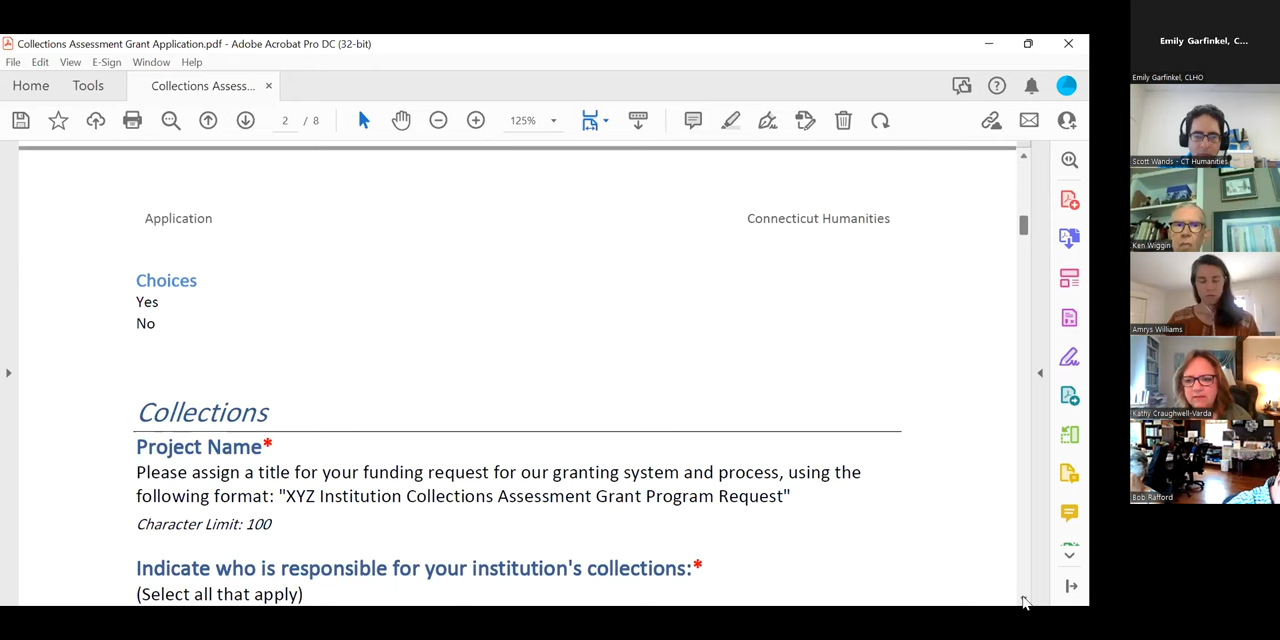 Collections Assessment Grant Application.pdf - Adobe Acrobat Pro DC (32-bit)
File Edit View E-Sign Window Help
Home Tools Collections Assess... ×
2 / 8 125%
Application Connecticut Humanities
Choices
Yes
No
Collections
Project Name*
Please assign a title for your funding request for our granting system and process, using the
following format: "XYZ Institution Collections Assessment Grant Program Request"
Character Limit: 100
Indicate who is responsible for your institution's collections:*
(Select all that apply)
Emily Garfinkel, C...
Emily Garfinkel, CLHO
Scott Wands - CT Humanities
Ken Wiggin
Amrys Williams
Kathy Craughwell-Varda
Bob Rafford